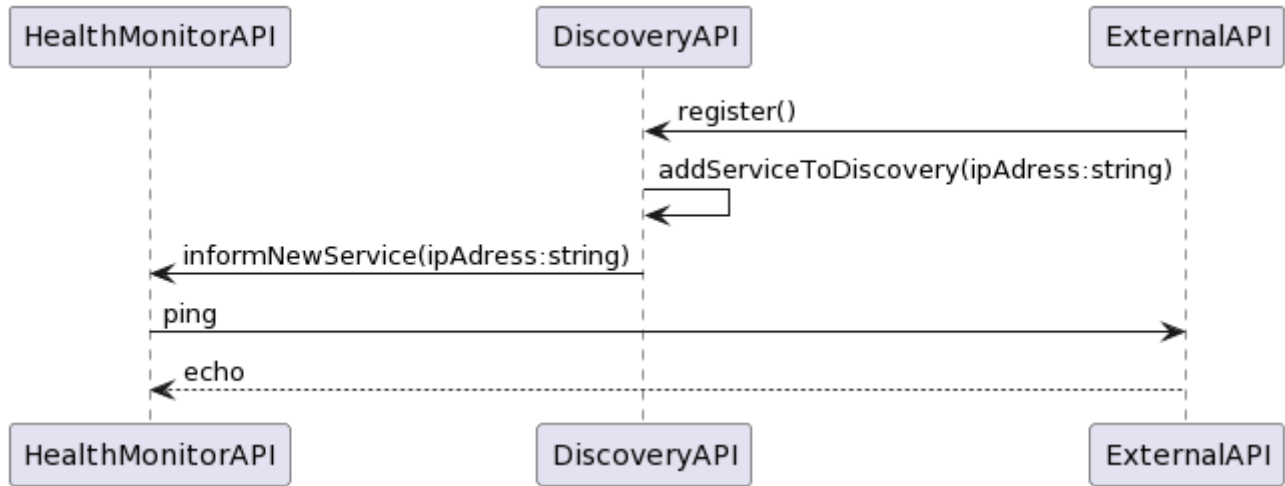 HealthMonitorAPI
DiscoveryAPI
ExternalAPI
register()
addServiceToDiscovery(ipAdress:string)
informNewService(ipAdress:string)
ping
echo
HealthMonitorAPI
DiscoveryAPI
ExternalAPI